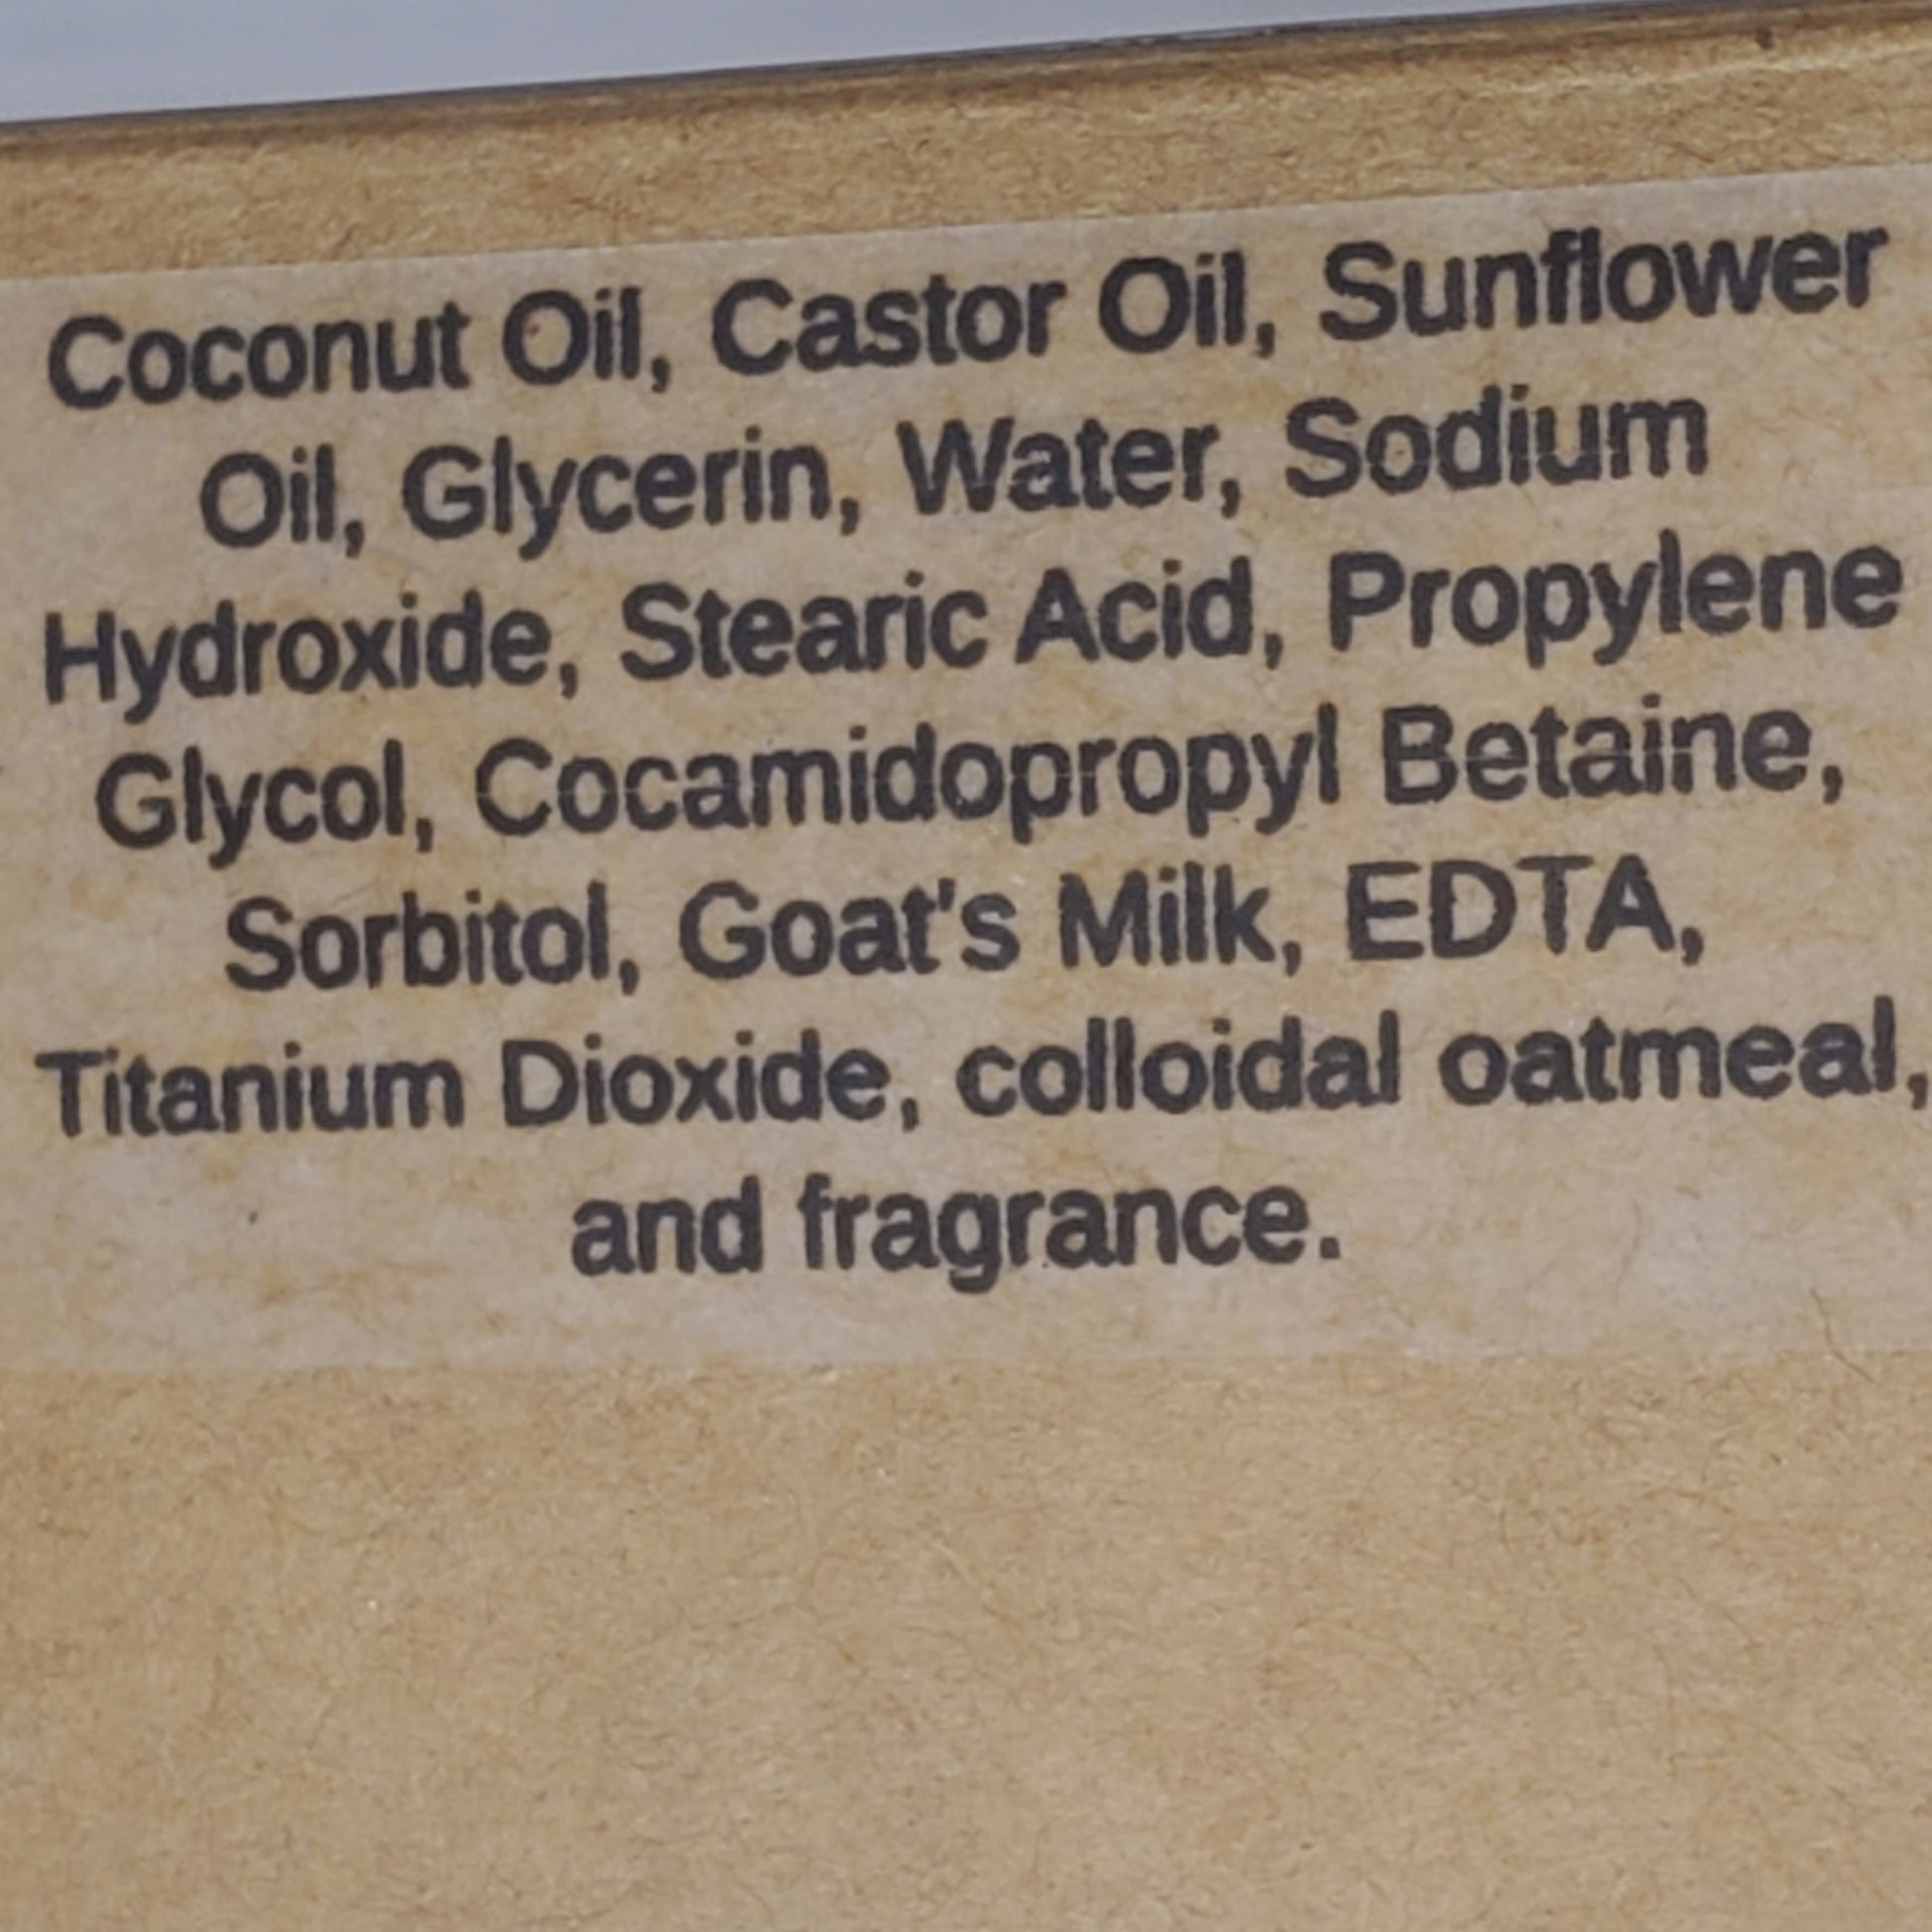 Coconut Oil, Castor Oil, Sunflower
Oil, Glycerin, Water, Sodium
Hydroxide, Stearic Acid, Propylene
Glycol, Cocamidopropyl Betaine,
Sorbitol, Goat's Milk, EDTA,
Titanium Dioxide, colloidal oatmeal,
and fragrance.